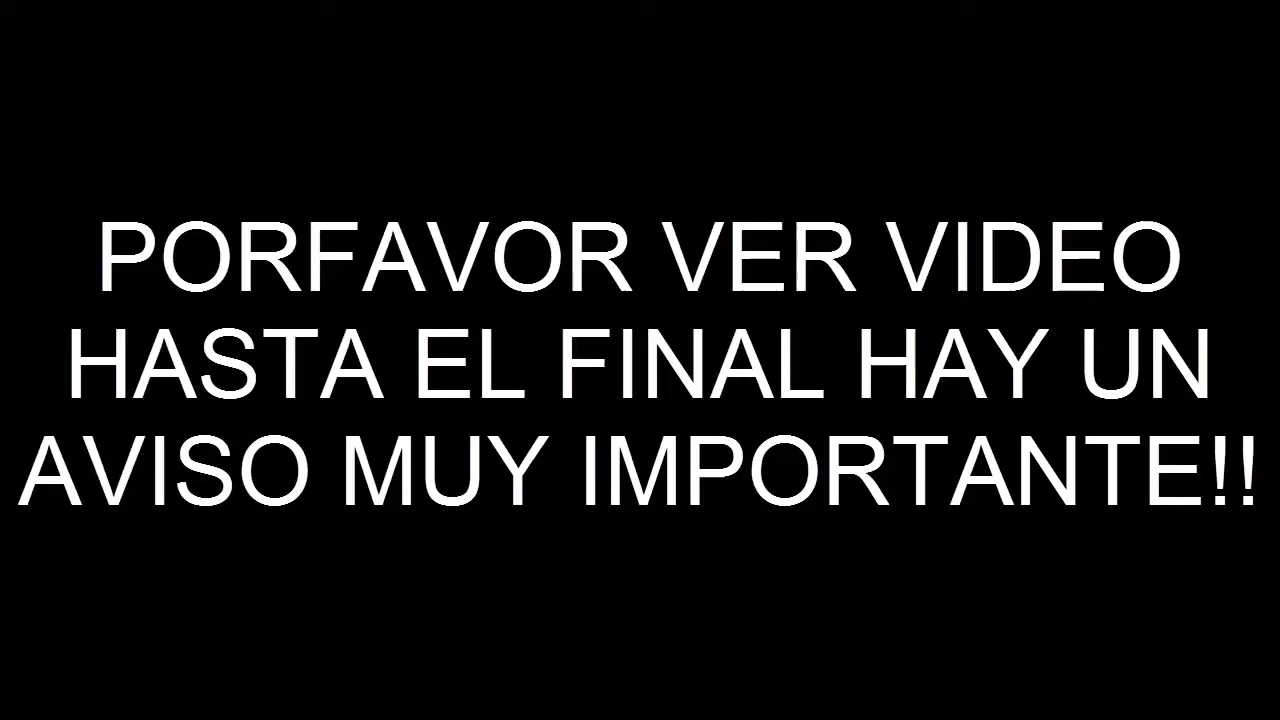 PORFAVOR VER VIDEO
HASTA EL FINAL HAY UN
AVISO MUY IMPORTANTE!!